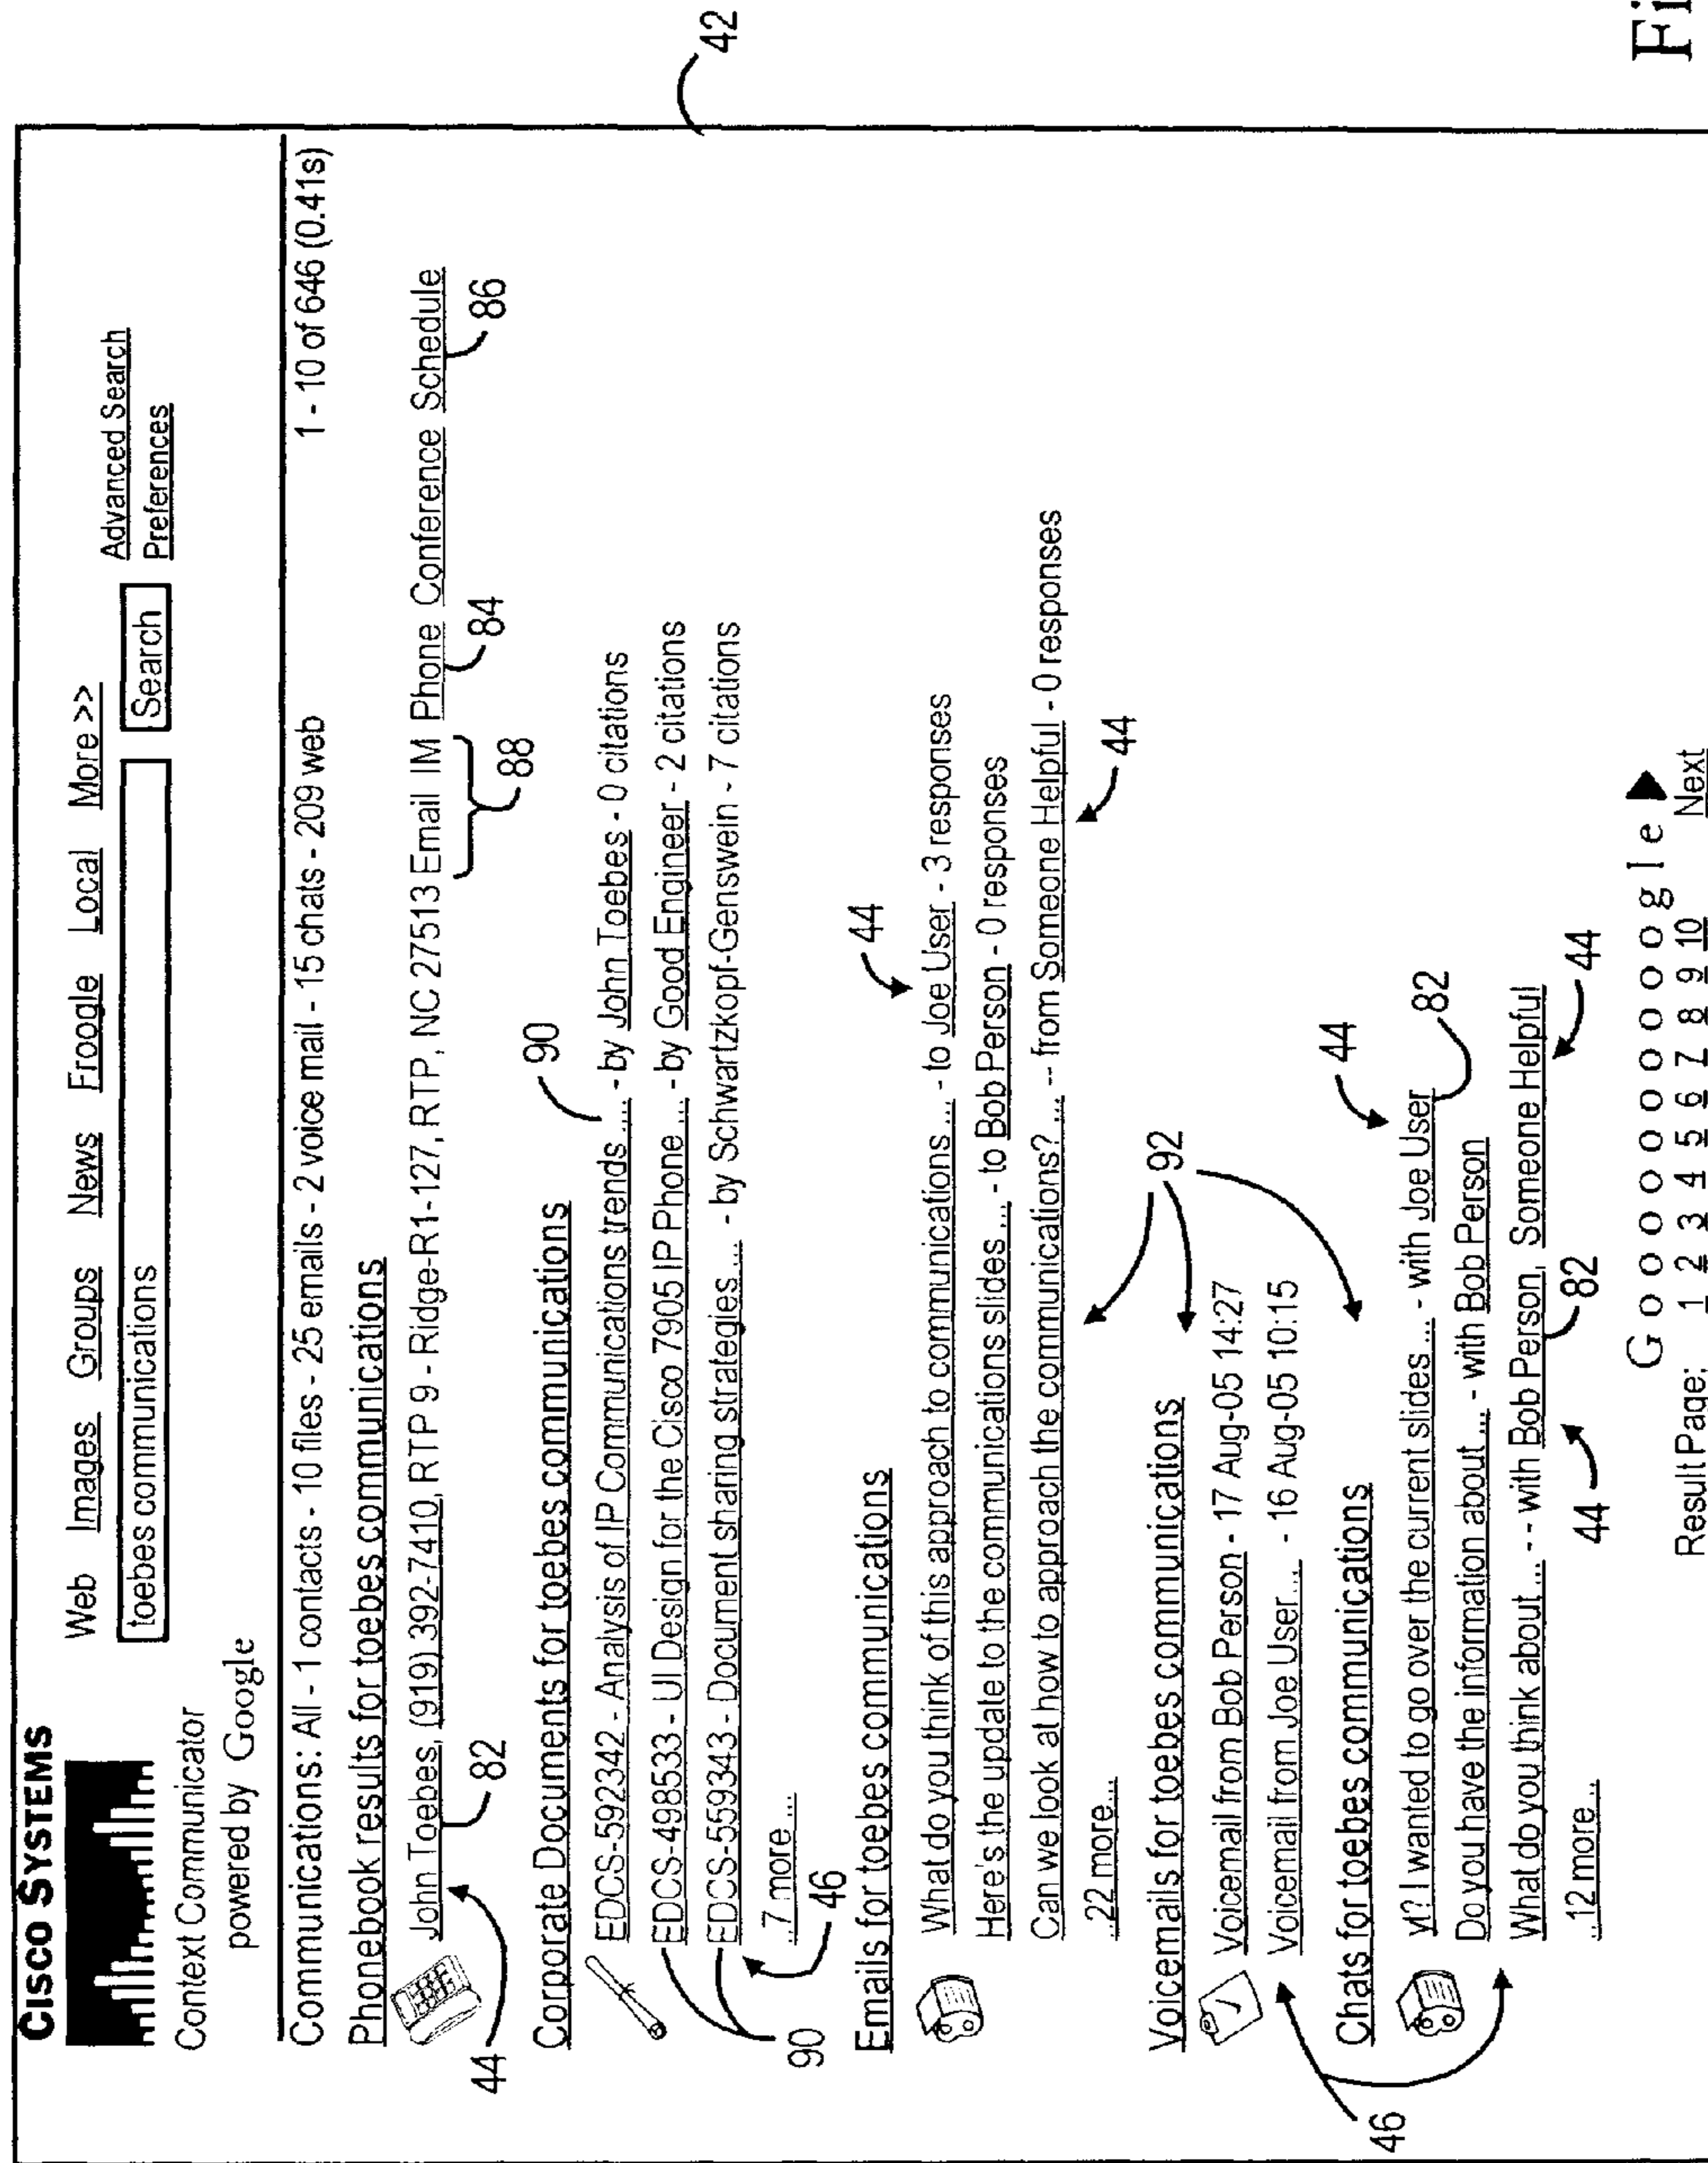 CISCO SYSTEMS
Context Communicator
powered by Google
Web Images Groups News Froogle Local More >>
toebes communications
Search
Advanced Search
Preferences
Communications: All - 1 contacts - 10 files - 25 emails - 2 voice mail - 15 chats - 209 web
1 - 10 of 646 (0.41s)
Phonebook results for toebes communications
John Toebes, (919) 392-7410, RTP 9 - Ridge-R1-127, RTP, NC 27513 Email IM Phone Conference Schedule
44
82
88
84
86
42
Corporate Documents for toebes communications
90
EDCS-592342 - Analysis of IP Communications trends ... - by John Toebes - 0 citations
EDCS-498533 - UI Design for the Cisco 7905 IP Phone ... - by Good Engineer - 2 citations
EDCS-559343 - Document sharing strategies ... - by Schwartzkopf-Genswein - 7 citations
...7 more ...
90
46
Emails for toebes communications
44
What do you think of this approach to communications ... - to Joe User - 3 responses
Here's the update to the communications slides ... - to Bob Person - 0 responses
Can we look at how to approach the communications? ... -- from Someone Helpful - 0 responses
44
...22 more...
92
Voicemails for toebes communications
Voicemail from Bob Person - 17 Aug-05 14:27
Voicemail from Joe User... - 16 Aug-05 10:15
46
Chats for toebes communications
44
yt? I wanted to go over the current slides ... - with Joe User
82
Do you have the information about ... - with Bob Person
What do you think about ... - - with Bob Person, Someone Helpful
44
82
44
...12 more ..
Goooooooooogle
Result Page: 1 2 3 4 5 6 7 8 9 10 Next